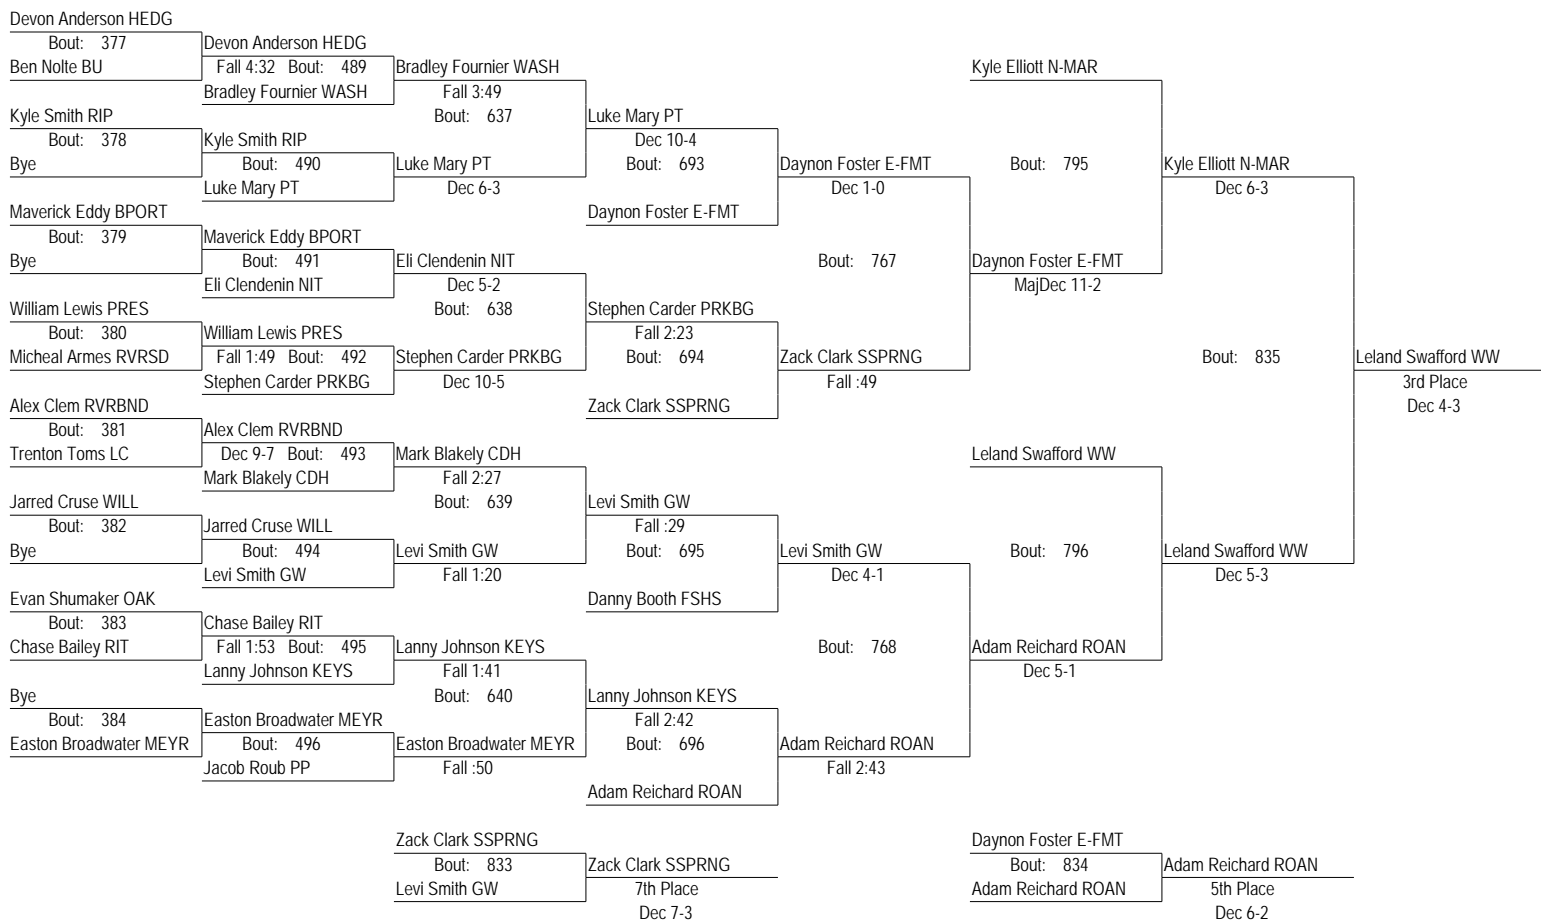 Devon Anderson HEDG
Bout: 377 Devon Anderson HEDG
Ben Nolte BU Fall 4:32 Bout: 489 Bradley Fournier WASH Kyle Elliott N-MAR
Bradley Fournier WASH Fall 3:49
Kyle Smith RIP Bout: 637 Luke Mary PT
Bout: 378 Kyle Smith RIP Dec 10-4
Bye Bout: 490 Luke Mary PT Bout: 693 Daynon Foster E-FMT Bout: 795 Kyle Elliott N-MAR
Luke Mary PT Dec 6-3 Dec 1-0 Dec 6-3
Maverick Eddy BPORT Daynon Foster E-FMT
Bout: 379 Maverick Eddy BPORT
Bye Bout: 491 Eli Clendenin NIT Bout: 767 Daynon Foster E-FMT
Eli Clendenin NIT Dec 5-2 MajDec 11-2
William Lewis PRES Bout: 638 Stephen Carder PRKBG
Bout: 380 William Lewis PRES Fall 2:23
Micheal Armes RVRSD Fall 1:49 Bout: 492 Stephen Carder PRKBG Bout: 694 Zack Clark SSPRNG Bout: 835 Leland Swafford WW
Stephen Carder PRKBG Dec 10-5 Fall :49 3rd Place
Alex Clem RVRBND Zack Clark SSPRNG Dec 4-3
Bout: 381 Alex Clem RVRBND
Trenton Toms LC Dec 9-7 Bout: 493 Mark Blakely CDH Leland Swafford WW
Mark Blakely CDH Fall 2:27
Jarred Cruse WILL Bout: 639 Levi Smith GW
Bout: 382 Jarred Cruse WILL Fall :29
Bye Bout: 494 Levi Smith GW Bout: 695 Levi Smith GW Bout: 796 Leland Swafford WW
Levi Smith GW Fall 1:20 Dec 4-1 Dec 5-3
Evan Shumaker OAK Danny Booth FSHS
Bout: 383 Chase Bailey RIT
Chase Bailey RIT Fall 1:53 Bout: 495 Lanny Johnson KEYS Bout: 768 Adam Reichard ROAN
Lanny Johnson KEYS Fall 1:41 Dec 5-1
Bye Bout: 640 Lanny Johnson KEYS
Bout: 384 Easton Broadwater MEYR Fall 2:42
Easton Broadwater MEYR Bout: 496 Easton Broadwater MEYR Bout: 696 Adam Reichard ROAN
Jacob Roub PP Fall :50 Fall 2:43
Adam Reichard ROAN
Zack Clark SSPRNG Daynon Foster E-FMT
Bout: 833 Zack Clark SSPRNG Bout: 834 Adam Reichard ROAN
Levi Smith GW 7th Place Adam Reichard ROAN 5th Place
Dec 7-3 Dec 6-2